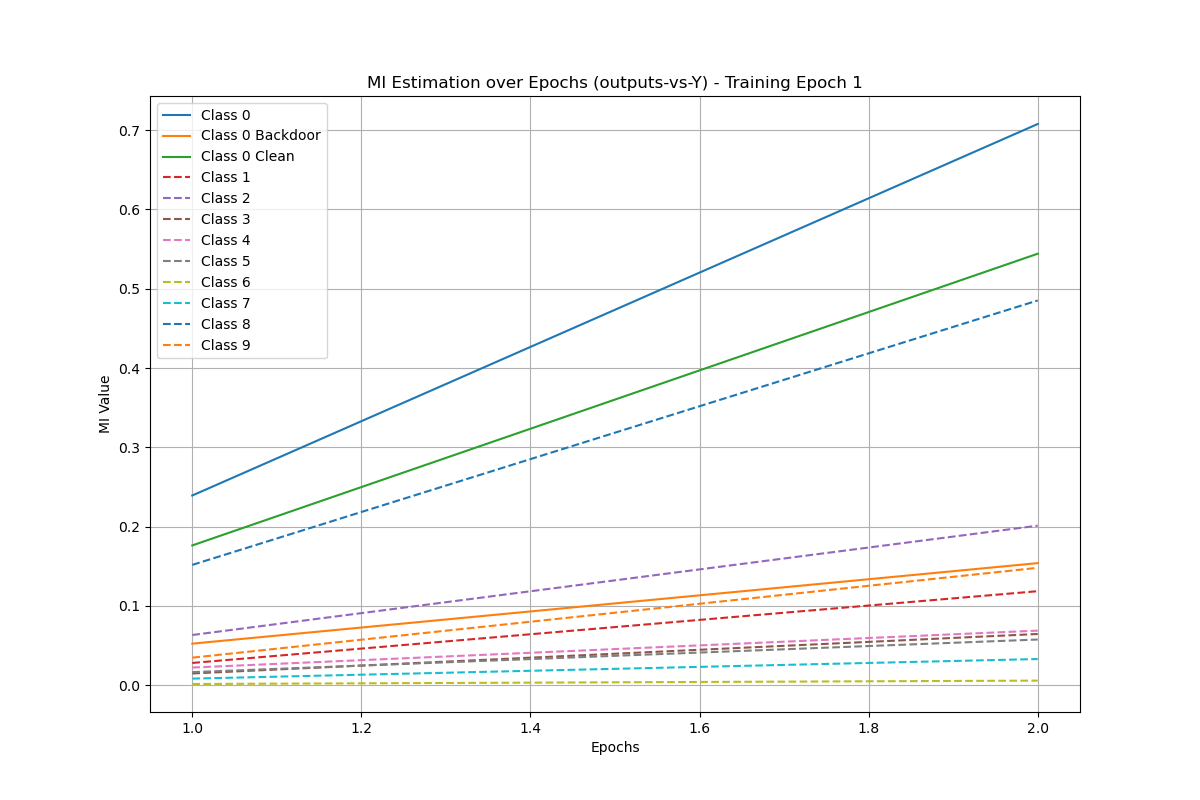 MI Estimation over Epochs (outputs-vs-Y) - Training Epoch 1
Class 0
Class 0 Backdoor
Class 0 Clean
Class 1
Class 2
Class 3
Class 4
Class 5
Class 6
Class 7
Class 8
Class 9
MI Value
0.7
0.6
0.5
0.4
0.3
0.2
0.1
0.0
1.0 1.2 1.4 1.6 1.8 2.0
Epochs